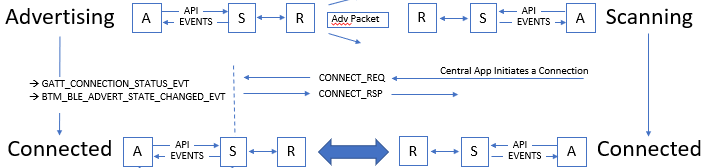 Advertising A API EVENTS S R Adv Packet R S API EVENTS A Scanning
→ GATT_CONNECTION_STATUS_EVT
→ BTM_BLE_ADVERT_STATE_CHANGED_EVT
CONNECT_REQ Central App Initiates a Connection
CONNECT_RSP
Connected A API EVENTS S R R S API EVENTS A Connected